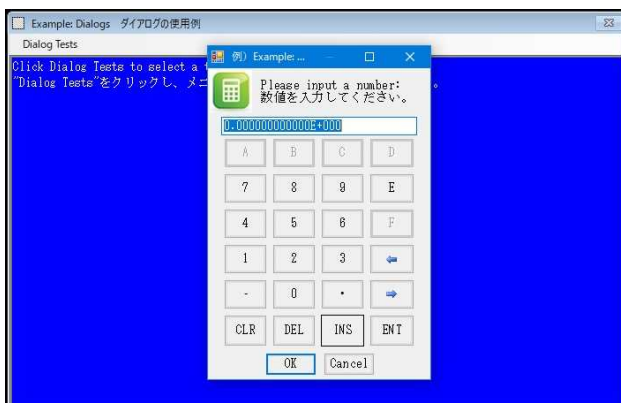 Example: Dialogs ダイアログの使用例
Dialog Tests
Click Dialog Tests to select a
"Dialog Tests"をクリックし、メニ
。
例) Example: ...
Please input a number:
数値を入力してください。
0.000000000000E+000
A B C D
7 8 9 E
4 5 6 F
1 2 3
- 0 .
CLR DEL INS ENT
OK Cancel